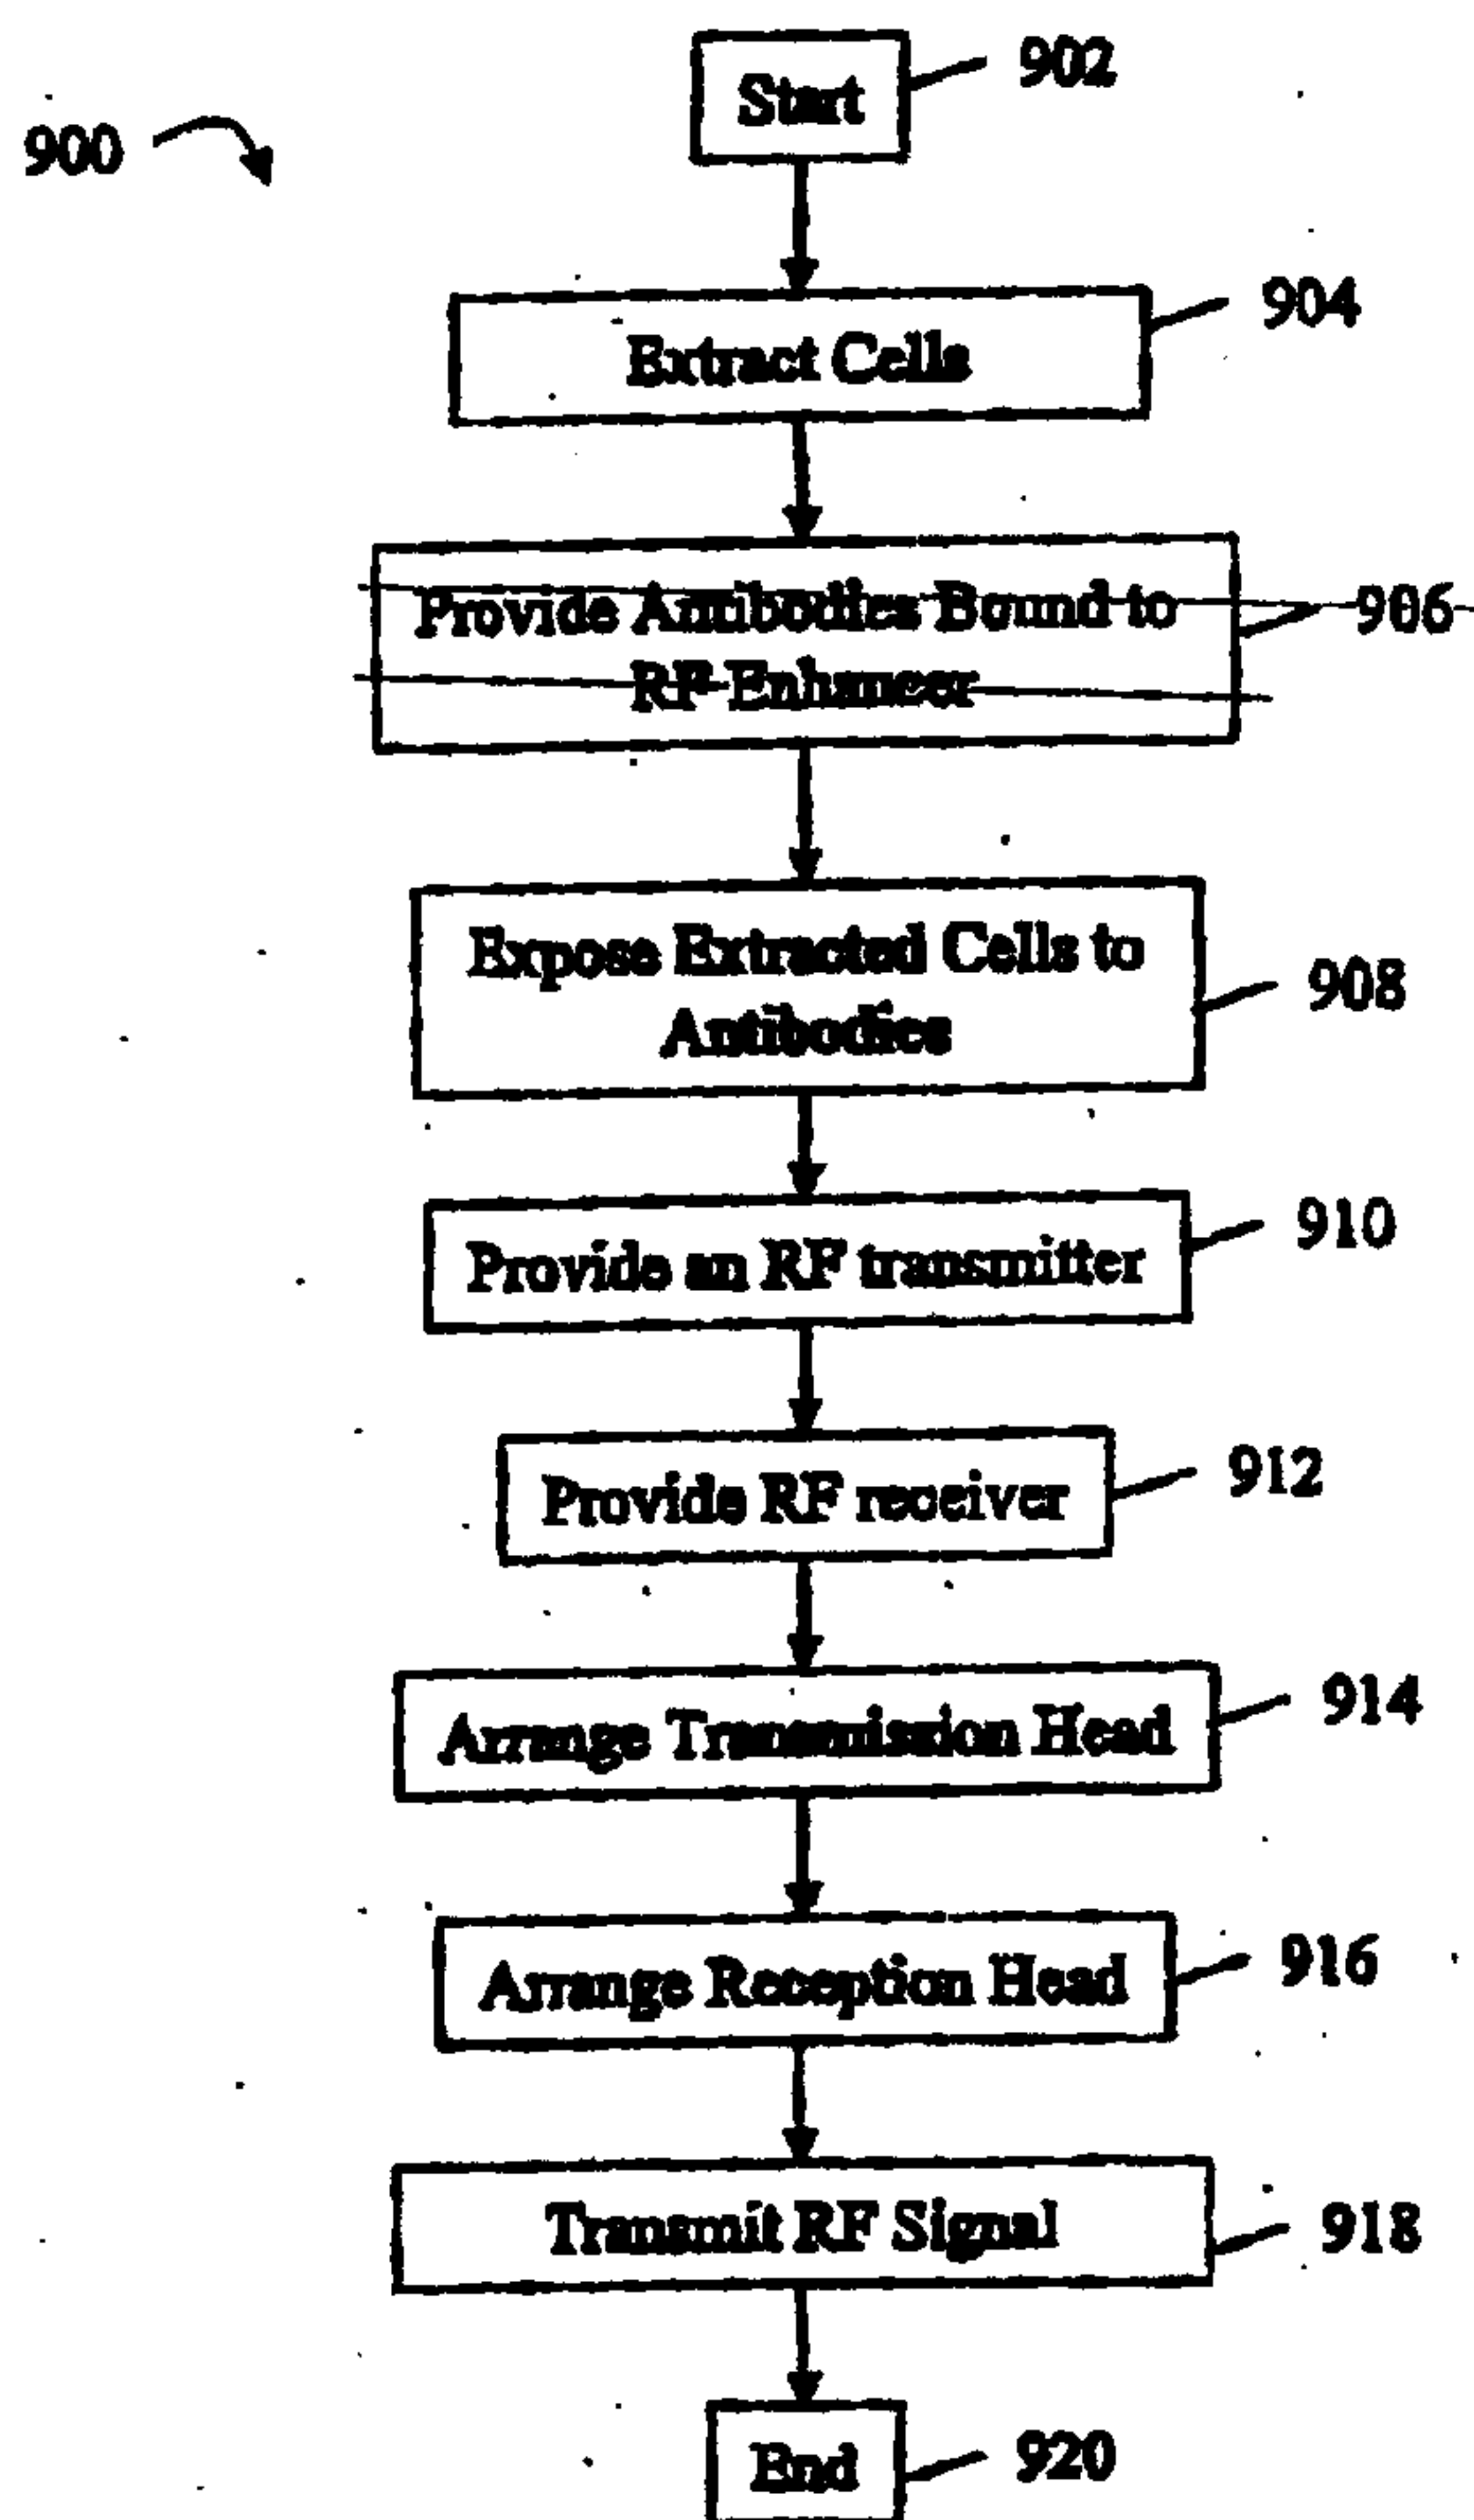 900
Start
902
Extract Cells
904
Provide Antibodies Bound to
RF Enhancer
906
Expose Extracted Cells to
Antibodies
908
Provide an RF transmitter
910
Provide RF receiver
912
Arrange Transmission Head
914
Arrange Reception Head
916
Transmit RF Signal
918
End
920